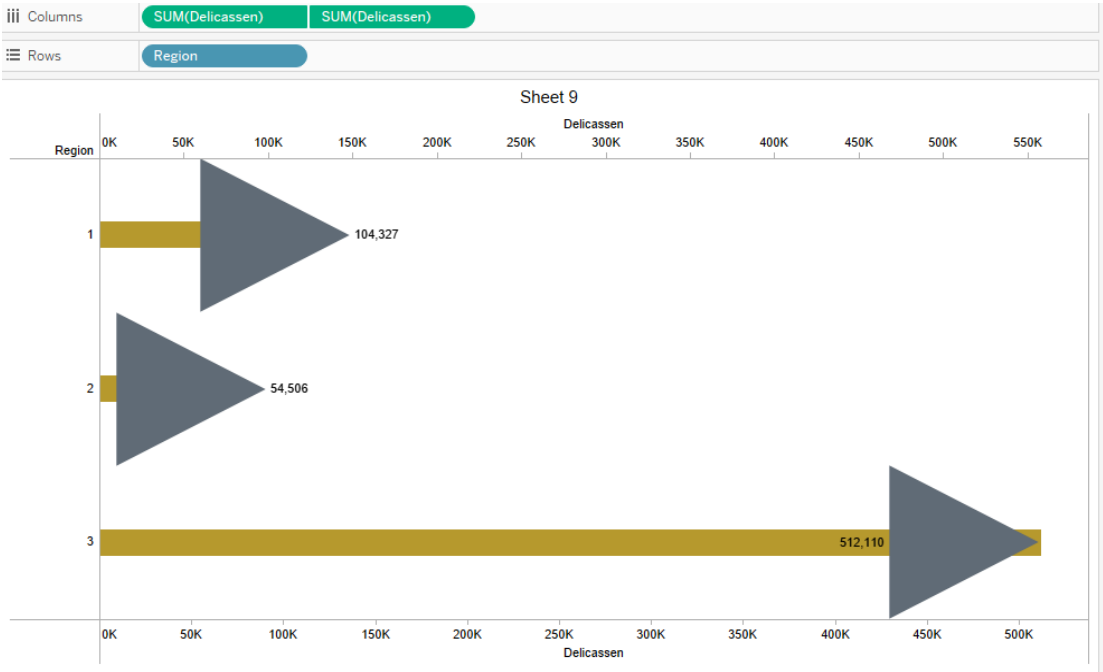 Columns SUM(Delicassen) SUM(Delicassen)
Rows Region
Sheet 9
Delicassen
Region 0K 50K 100K 150K 200K 250K 300K 350K 400K 450K 500K 550K
1 104,327
2 54,506
3 512,110
0K 50K 100K 150K 200K 250K 300K 350K 400K 450K 500K
Delicassen